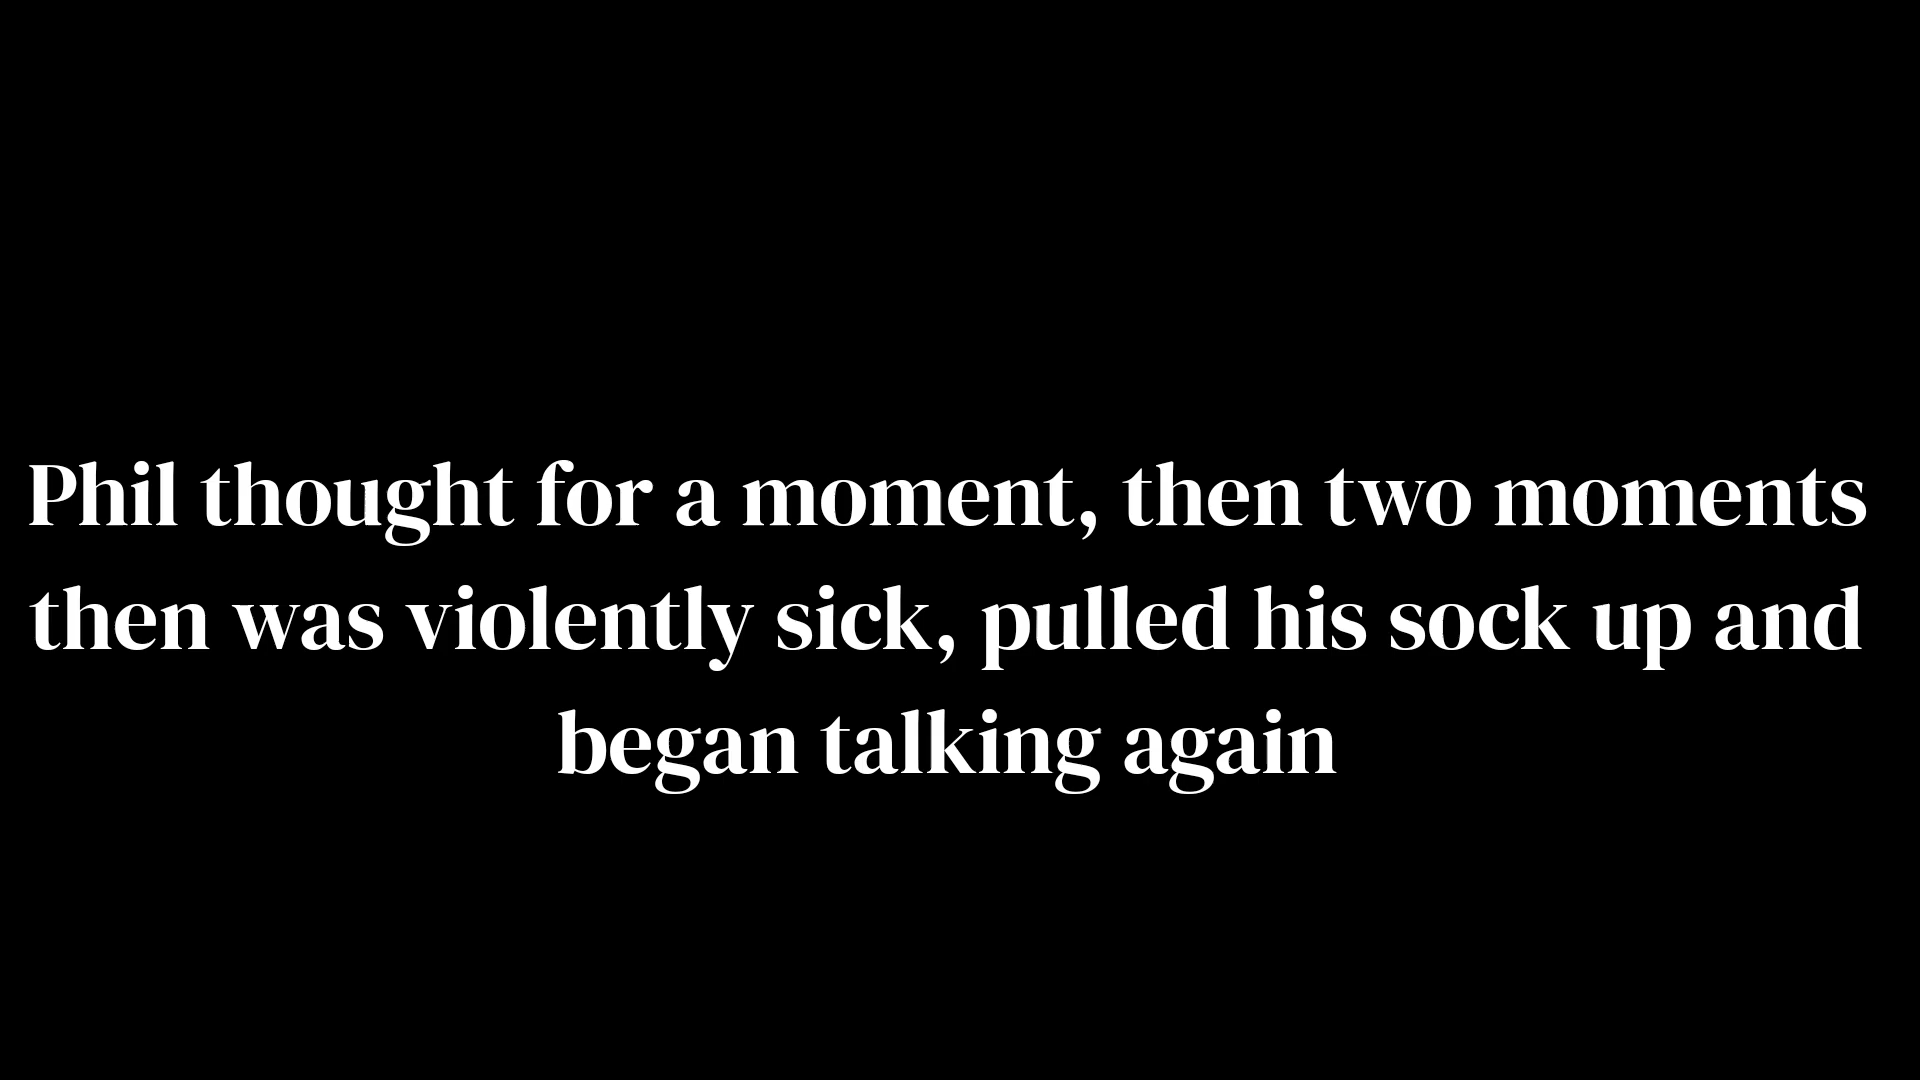 Phil thought for a moment, then two moments
then was violently sick, pulled his sock up and
began talking again